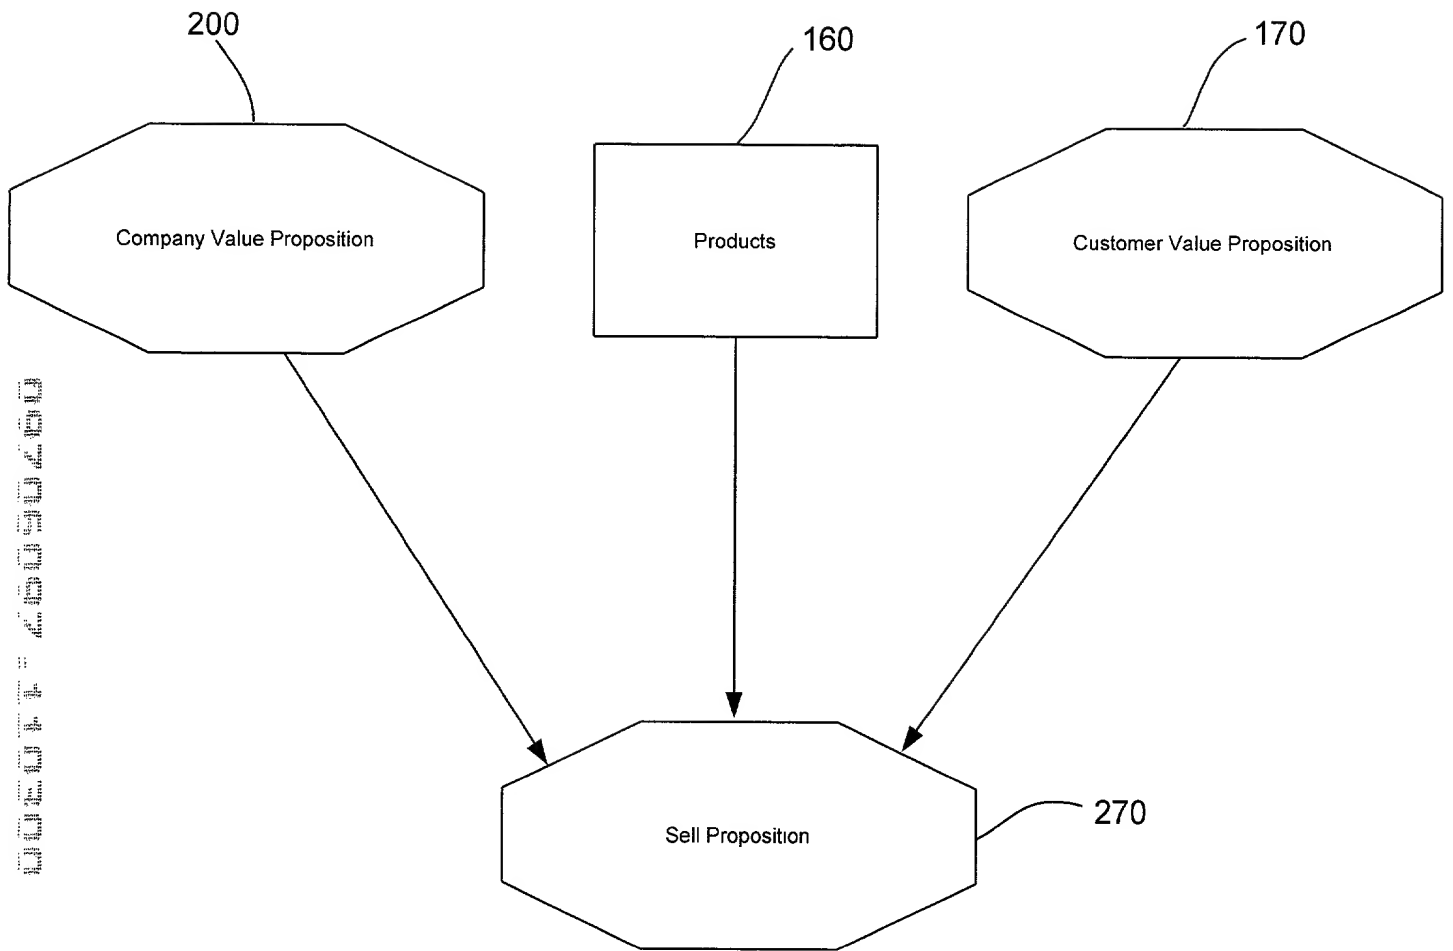 200
160
170
Company Value Proposition
Products
Customer Value Proposition
Sell Proposition
270